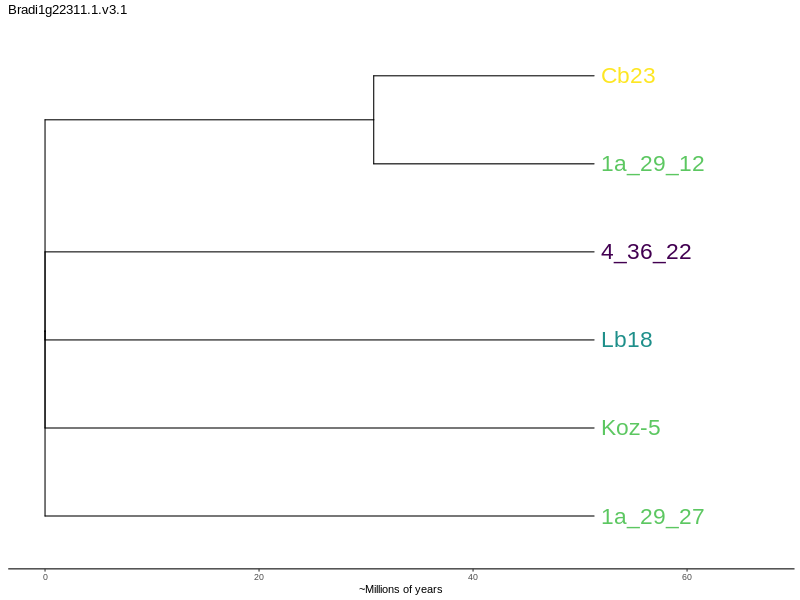 Bradi1g22311.1.v3.1
Cb23
1a_29_12
4_36_22
Lb18
Koz-5
1a_29_27
0 20 40 60
~Millions of years